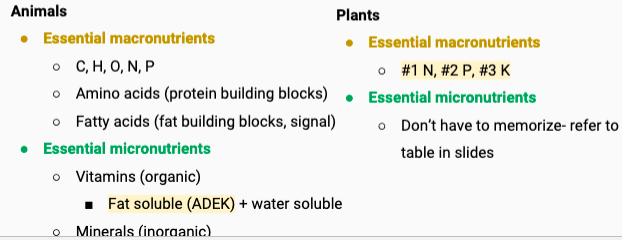 Animals
Essential macronutrients
C, H, O, N, P
Amino acids (protein building blocks)
Fatty acids (fat building blocks, signal)
Essential micronutrients
Vitamins (organic)
Fat soluble (ADEK) + water soluble
Minerals (inorganic)
Plants
Essential macronutrients
#1 N, #2 P, #3 K
Essential micronutrients
Don't have to memorize- refer to
table in slides